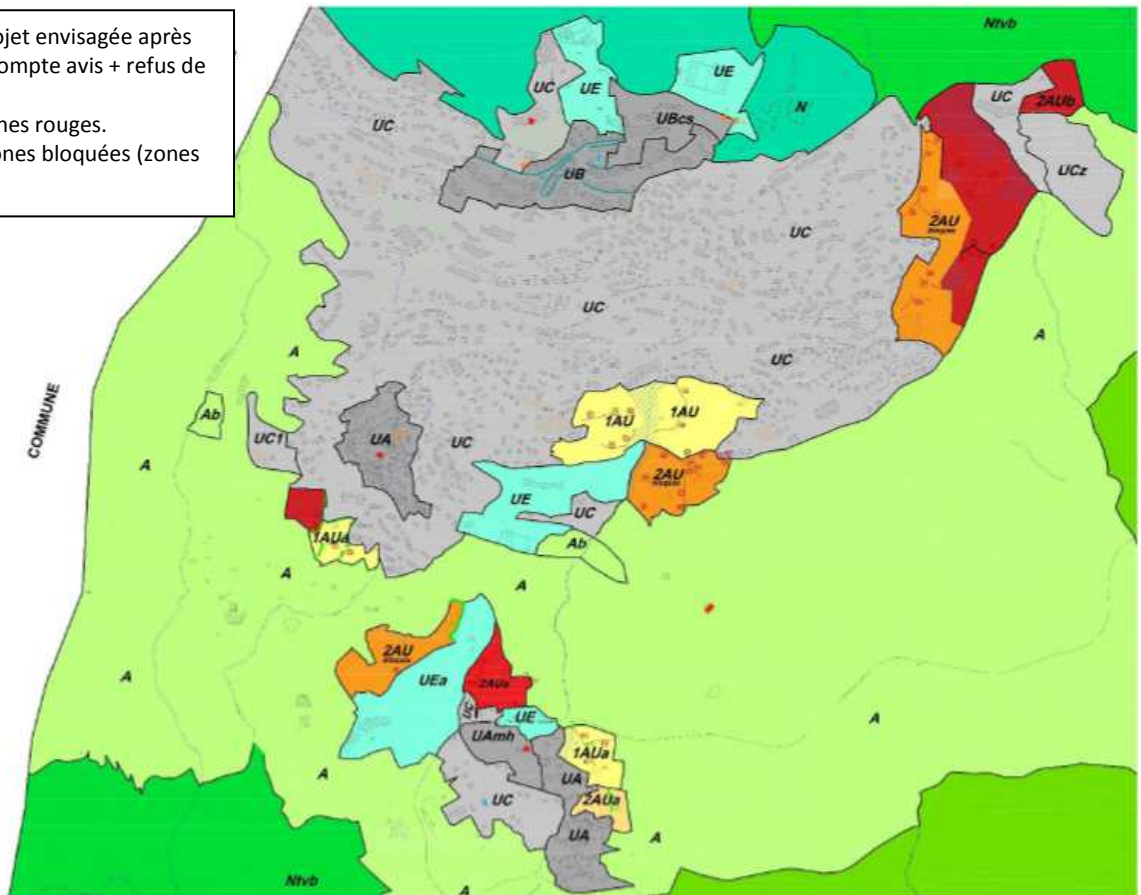 ojet envisagée après
ompte avis + refus de
nes rouges.
ones bloquées (zones
Ntvb
UC
UE
UE
UC
2AUb
UC
UBcs
N
UCz
UB
2AU
UC
UC
A
A
UC
COMMUNE
Ab
1AU
1AU
UC1
UA
UC
A
UE
2AU
UC
1AUa
Ab
A
A
2AU
A
UEa
2AUa
UC
UE
A
UAmh
1AUa
A
UA
UC
2AUa
UA
A
Ntvb
A